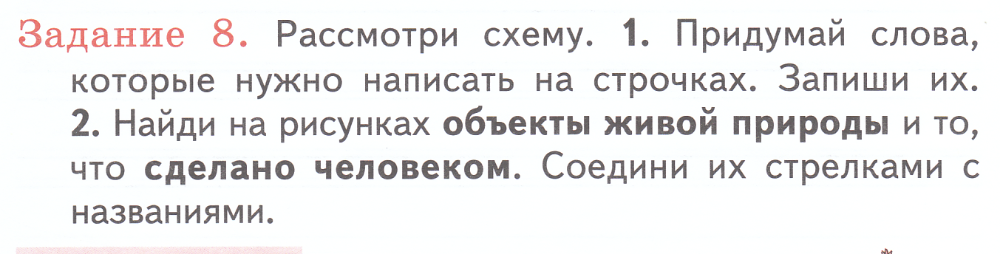 Задание 8. Рассмотри схему. 1. Придумай слова,
которые нужно написать на строчках. Запиши их.
2. Найди на рисунках объекты живой природы и то,
что сделано человеком. Соедини их стрелками с
названиями.